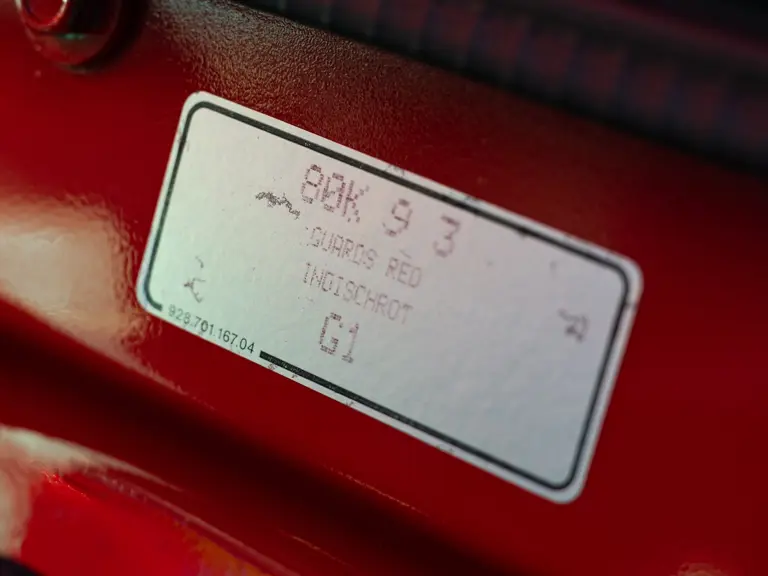 80K 9 3
GUARDS RED
INDISCHROT
G1
928.701.167.04